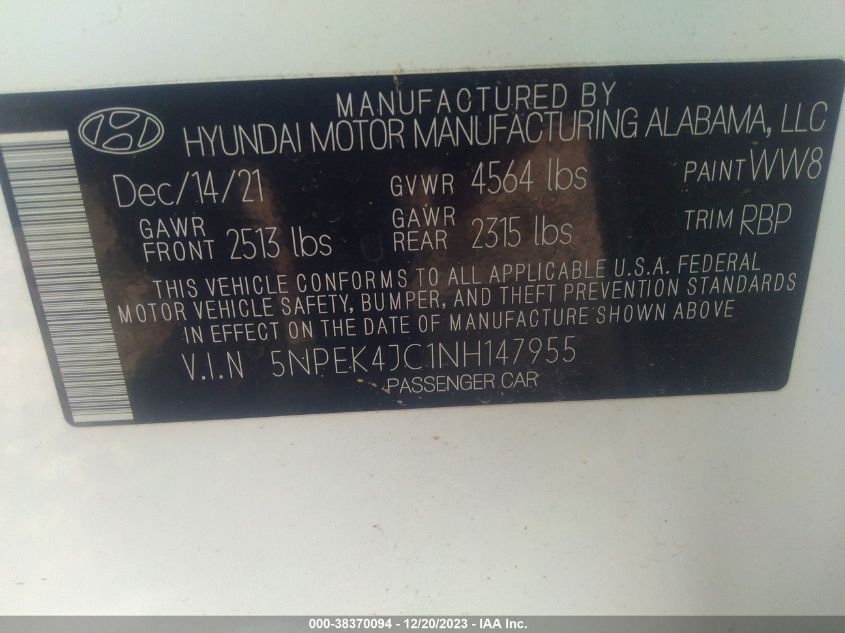 MANUFACTURED BY
HYUNDAI MOTOR MANUFACTURING ALABAMA, LLC
Dec/14/21 GVWR 4564 lbs PAINT WW8
GAWR FRONT 2513 lbs GAWR REAR 2315 lbs TRIM RBP
THIS VEHICLE CONFORMS TO ALL APPLICABLE U.S.A. FEDERAL
MOTOR VEHICLE SAFETY, BUMPER, AND THEFT PREVENTION STANDARDS
IN EFFECT ON THE DATE OF MANUFACTURE SHOWN ABOVE
V.I.N 5NPEK4JC1NH147955
PASSENGER CAR
000-38370094 - 12/20/2023 - IAA Inc.